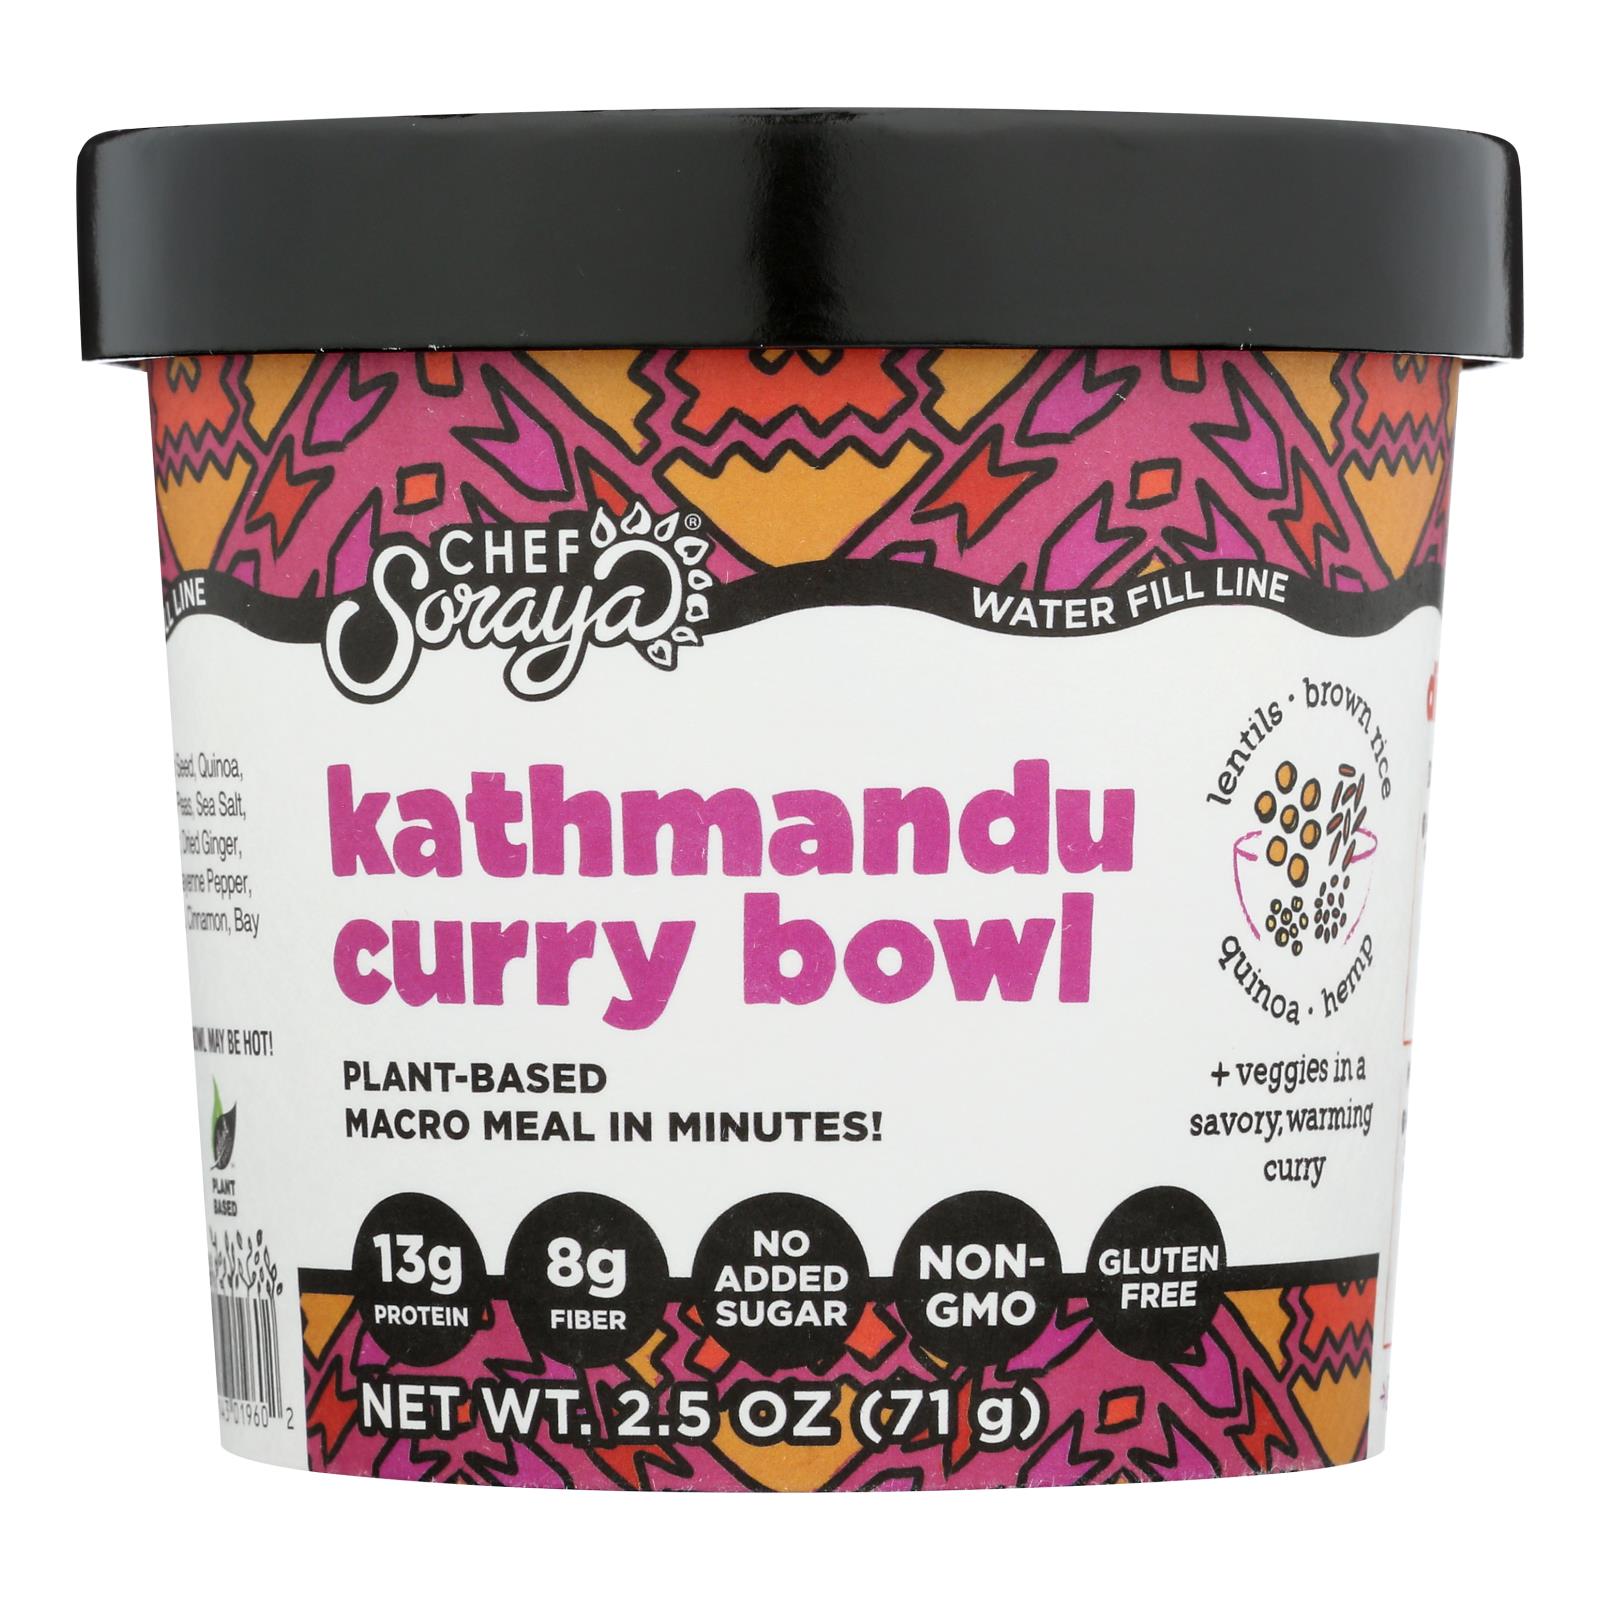 CHEF
Soraya®
LINE
WATER FILL LINE
lentils · brown rice
quinoa · hemp
+ veggies in a
savory, warming
curry
kathmandu
curry bowl
PLANT-BASED
MACRO MEAL IN MINUTES!
Seed, Quinoa,
Peas, Sea Salt,
Dried Ginger,
Pepper,
Cinnamon, Bay
MAY BE HOT!
PLANT
BASED
13g
PROTEIN
8g
FIBER
NO
ADDED
SUGAR
NON-
GMO
GLUTEN
FREE
NET WT. 2.5 OZ (71 g)
01960 2